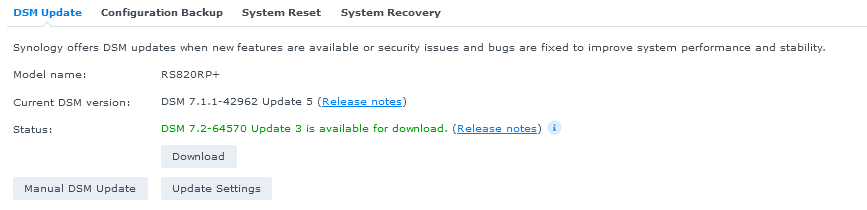 DSM Update Configuration Backup System Reset System Recovery
Synology offers DSM updates when new features are available or security issues and bugs are fixed to improve system performance and stability.
Model name: RS820RP+
Current DSM version: DSM 7.1.1-42962 Update 5 (Release notes)
Status: DSM 7.2-64570 Update 3 is available for download. (Release notes) i
Download
Manual DSM Update Update Settings